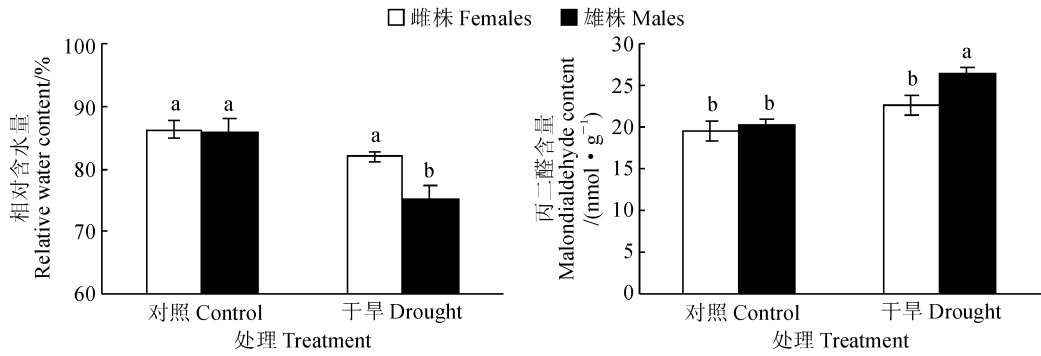 雌株 Females 雄株 Males
相对含水量
Relative water content/%
100
90
80
70
60
a
a
a
b
对照 Control
干旱 Drought
处理 Treatment
丙二醛含量
Malondialdehyde content
/(nmol·g⁻¹)
30
25
20
15
10
5
0
b
b
b
a
对照 Control
干旱 Drought
处理 Treatment